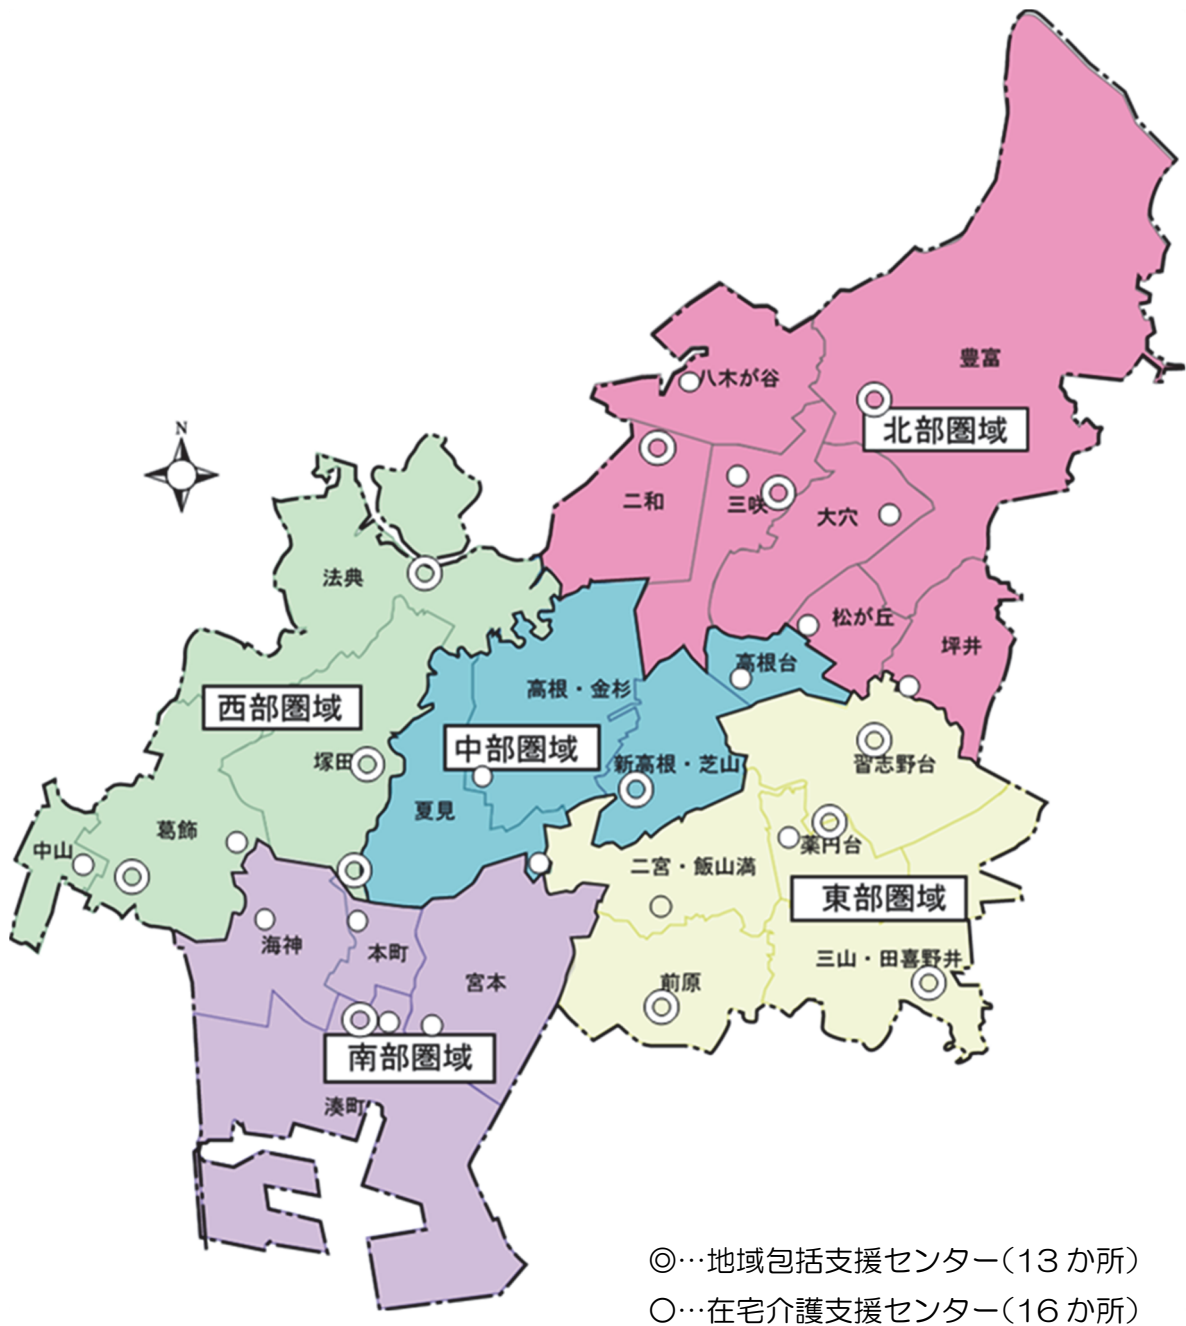 豊富
八木が谷
北部圏域
N
二和
三咲
大穴
法典
松が丘
坪井
高根台
高根・金杉
西部圏域
中部圏域
塚田
新高根・芝山
習志野台
夏見
葛飾
中山
薬円台
二宮・飯山満
東部圏域
海神
本町
三山・田喜野井
宮本
前原
南部圏域
湊町
◎…地域包括支援センター(13か所)
○…在宅介護支援センター(16か所)